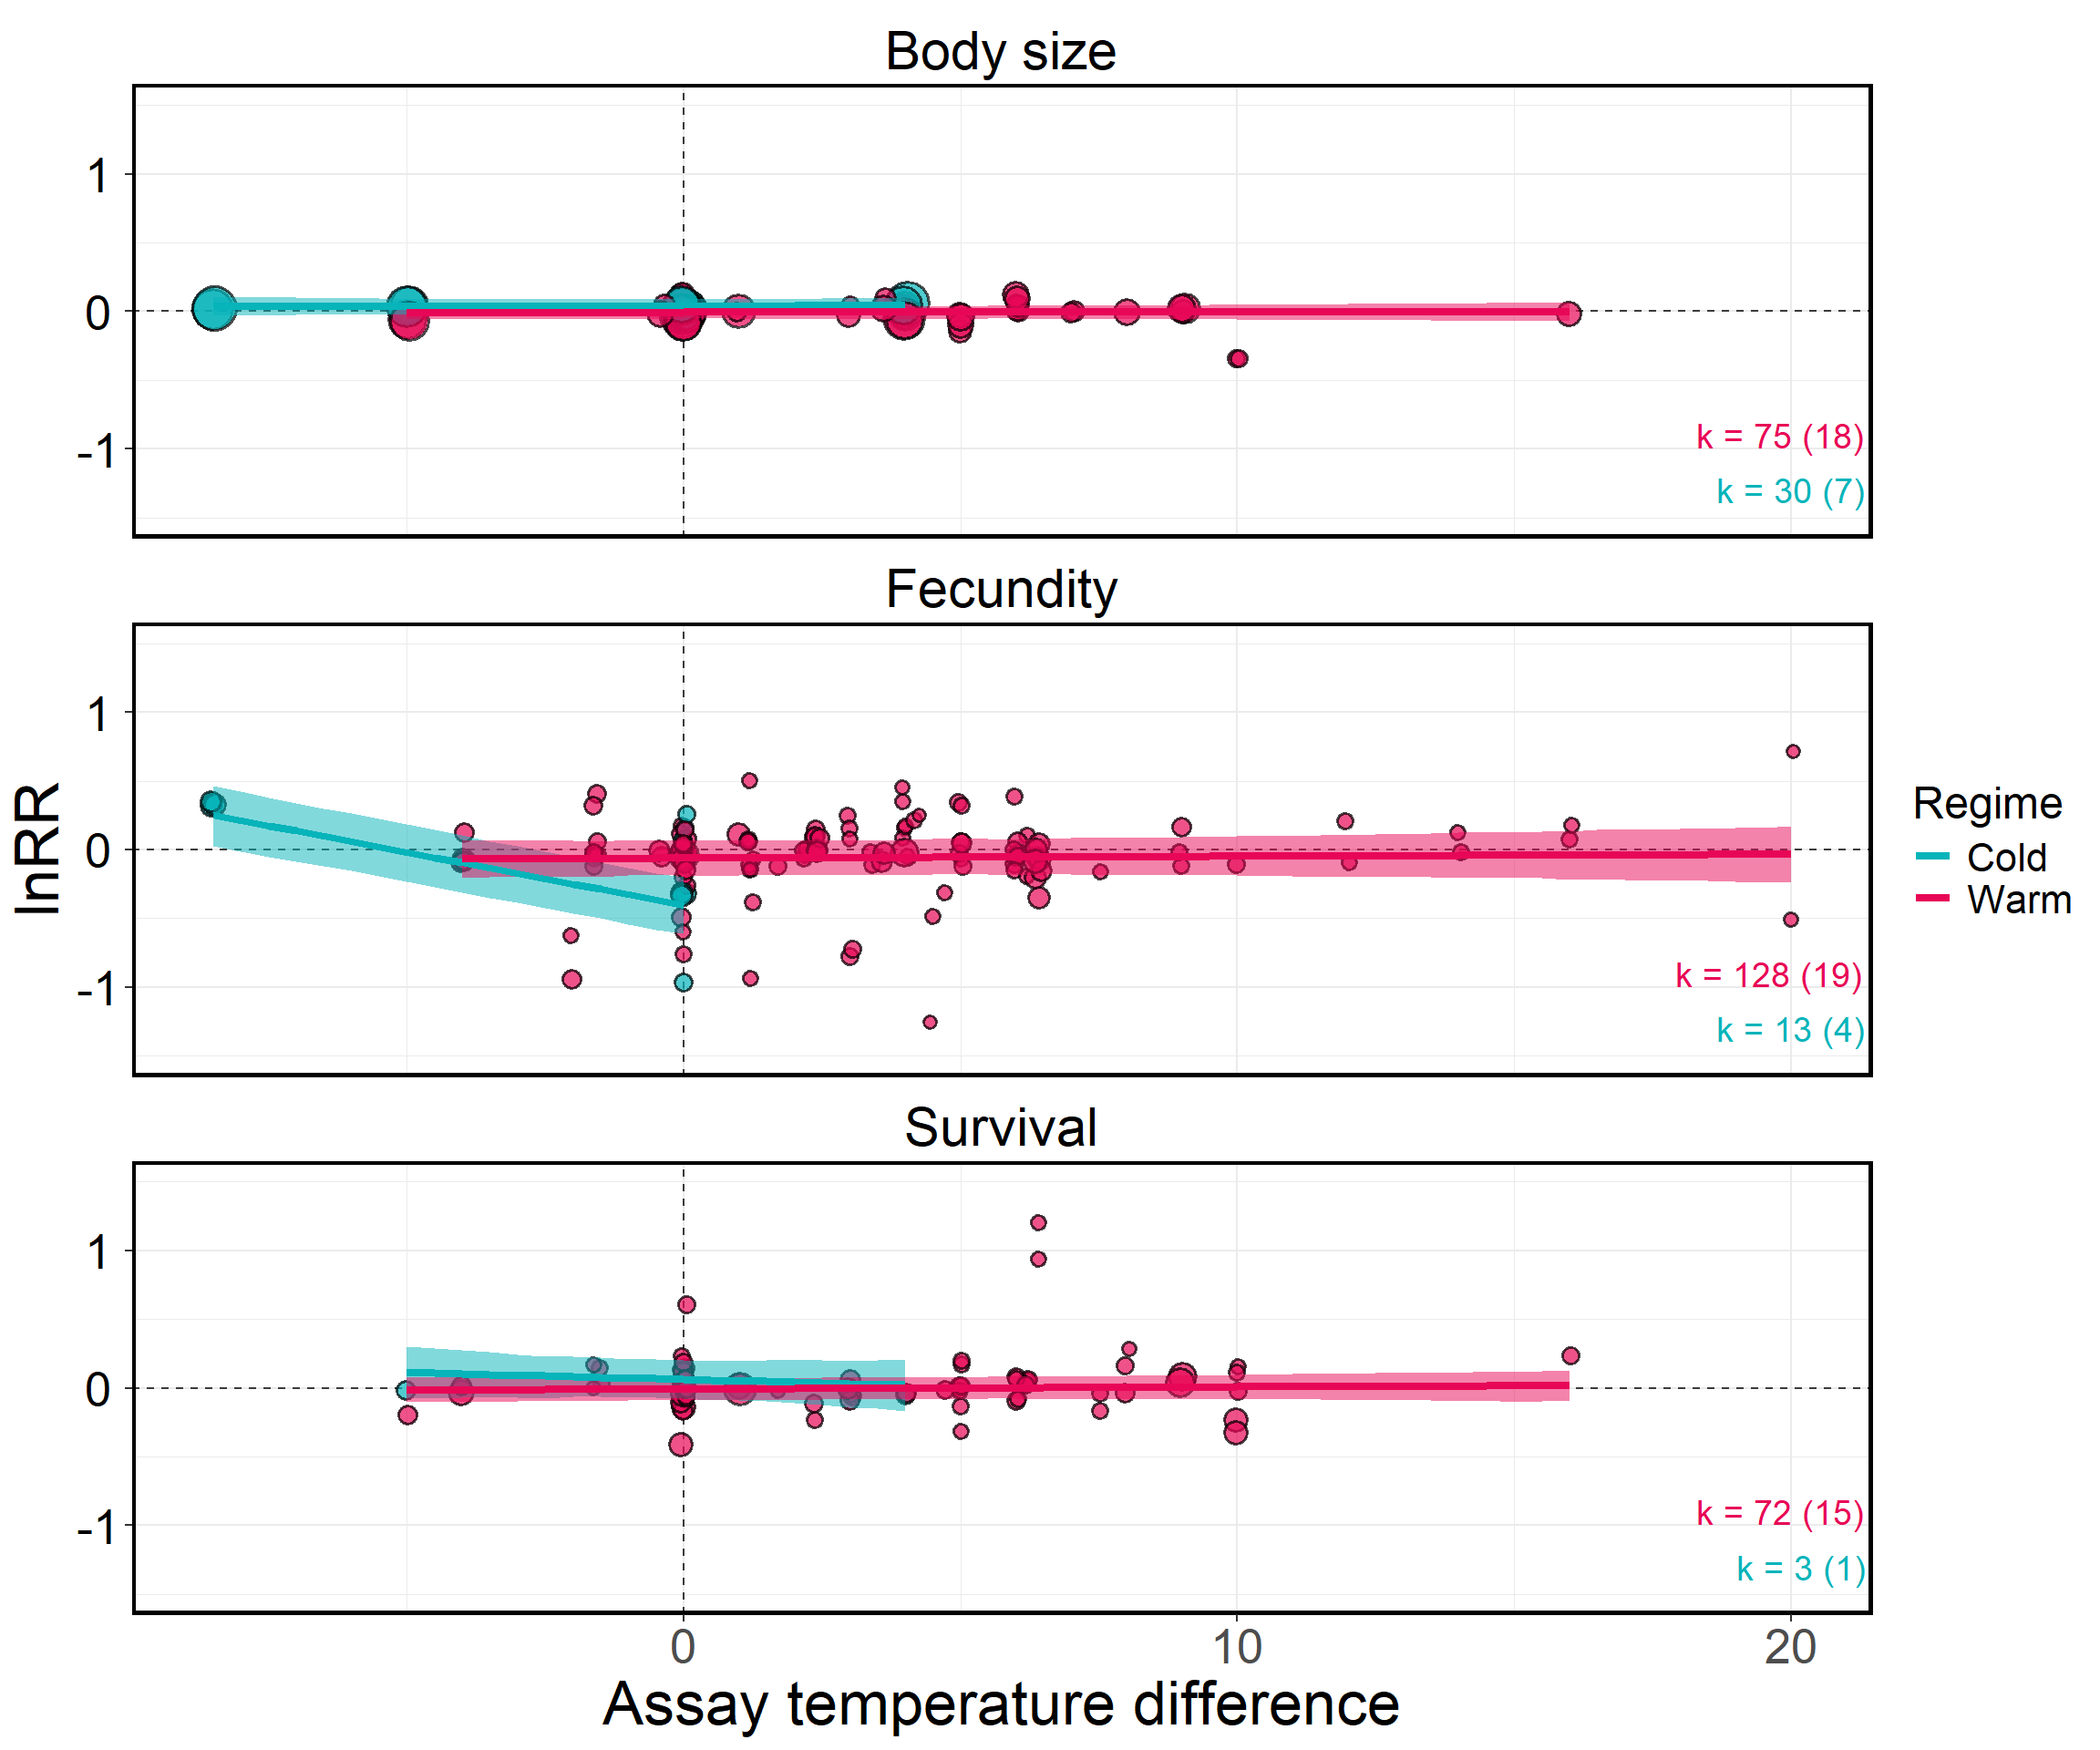 Body size
1
0
-1
k = 75 (18)
k = 30 (7)
Fecundity
1
0
-1
k = 128 (19)
k = 13 (4)
lnRR
Regime
Cold
Warm
Survival
1
0
-1
k = 72 (15)
k = 3 (1)
0 10 20
Assay temperature difference